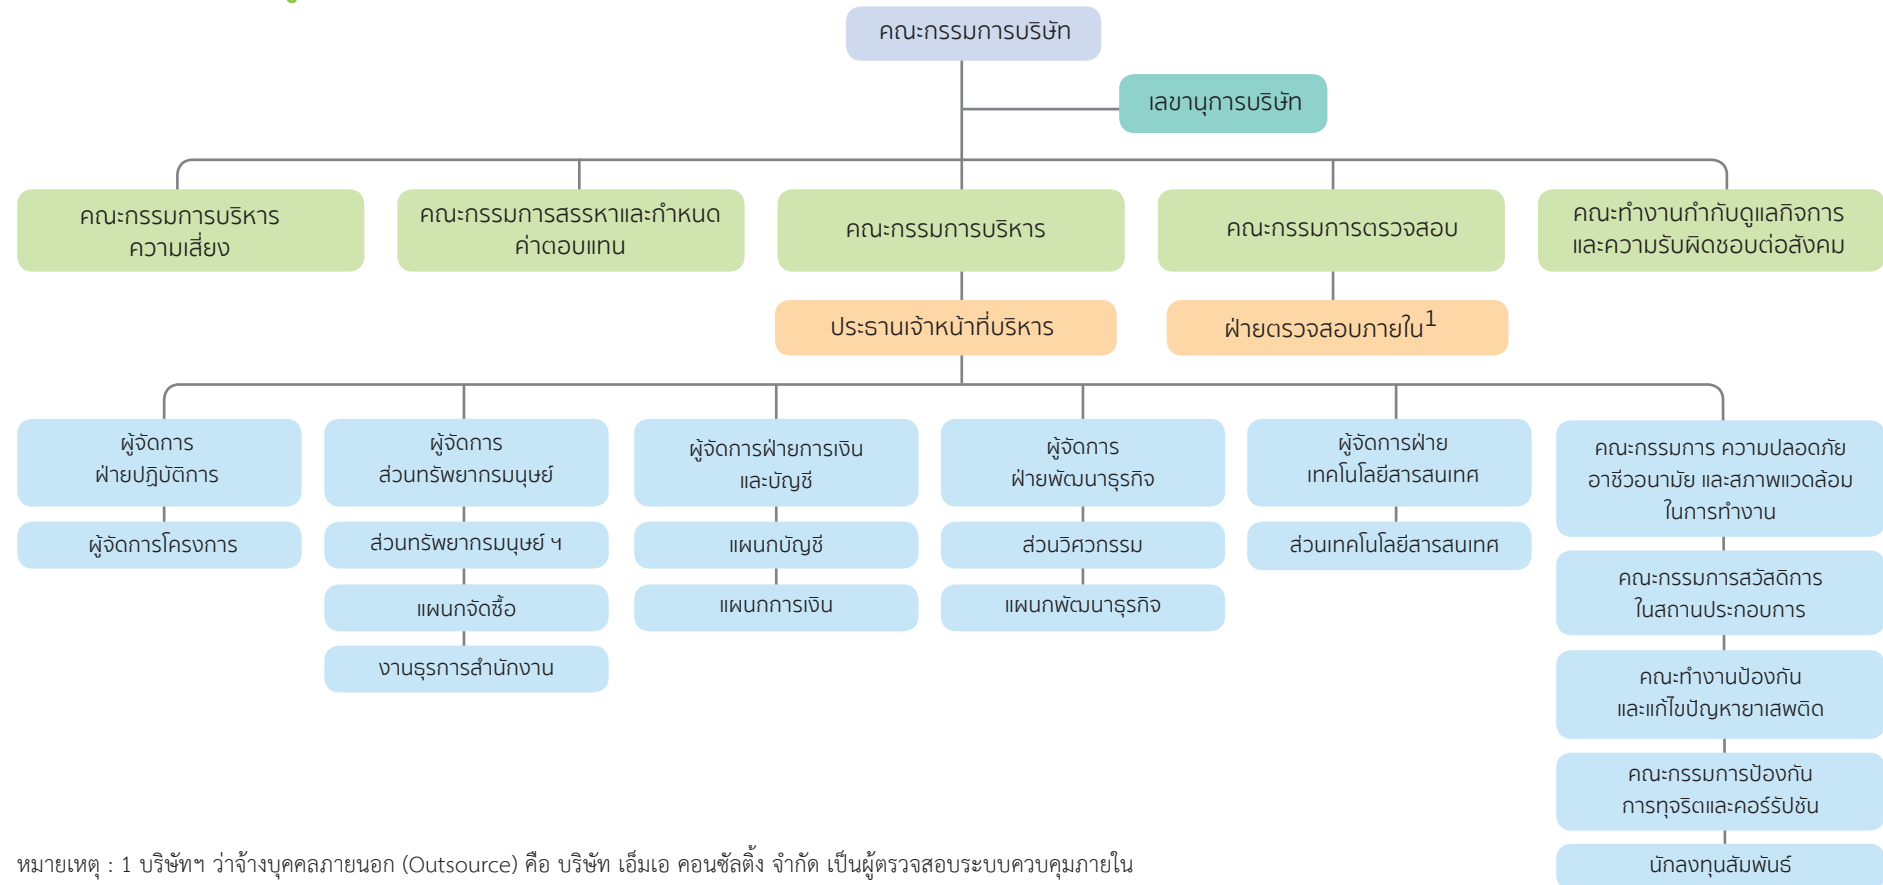 คณะกรรมการบริษัท
เลขานุการบริษัท
คณะกรรมการบริหาร
ความเสี่ยง
คณะกรรมการสรรหาและกำหนด
ค่าตอบแทน
คณะกรรมการบริหาร
คณะกรรมการตรวจสอบ
คณะทำงานกำกับดูแลกิจการ
และความรับผิดชอบต่อสังคม
ประธานเจ้าหน้าที่บริหาร
ฝ่ายตรวจสอบภายใน1
ผู้จัดการ
ฝ่ายปฏิบัติการ
ผู้จัดการ
ส่วนทรัพยากรมนุษย์
ผู้จัดการฝ่ายการเงิน
และบัญชี
ผู้จัดการ
ฝ่ายพัฒนาธุรกิจ
ผู้จัดการฝ่าย
เทคโนโลยีสารสนเทศ
คณะกรรมการ ความปลอดภัย
อาชีวอนามัย และสภาพแวดล้อม
ในการทำงาน
ผู้จัดการโครงการ
ส่วนทรัพยากรมนุษย์ ฯ
แผนกบัญชี
ส่วนวิศวกรรม
ส่วนเทคโนโลยีสารสนเทศ
แผนกจัดซื้อ
แผนกการเงิน
แผนกพัฒนาธุรกิจ
คณะกรรมการสวัสดิการ
ในสถานประกอบการ
งานธุรการสำนักงาน
คณะทำงานป้องกัน
และแก้ไขปัญหายาเสพติด
คณะกรรมการป้องกัน
การทุจริตและคอร์รัปชัน
นักลงทุนสัมพันธ์
หมายเหตุ : 1 บริษัทฯ ว่าจ้างบุคคลภายนอก (Outsource) คือ บริษัท เอ็มเอ คอนซัลติ้ง จำกัด เป็นผู้ตรวจสอบระบบควบคุมภายใน